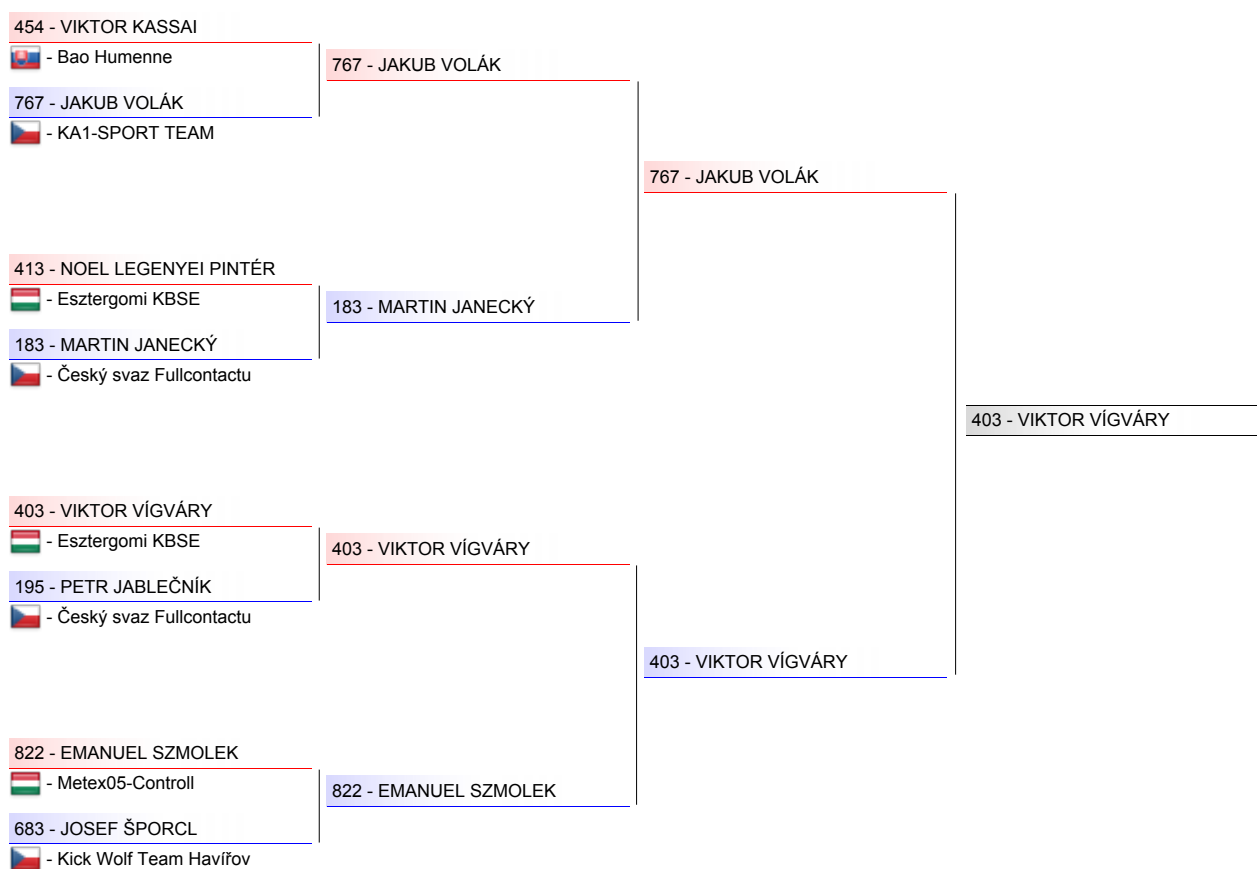 454 - VIKTOR KASSAI
- Bao Humenne
767 - JAKUB VOLÁK
767 - JAKUB VOLÁK
- KA1-SPORT TEAM
767 - JAKUB VOLÁK
413 - NOEL LEGENYEI PINTÉR
- Esztergomi KBSE
183 - MARTIN JANECKÝ
183 - MARTIN JANECKÝ
- Český svaz Fullcontactu
403 - VIKTOR VÍGVÁRY
403 - VIKTOR VÍGVÁRY
- Esztergomi KBSE
403 - VIKTOR VÍGVÁRY
195 - PETR JABLEČNÍK
- Český svaz Fullcontactu
403 - VIKTOR VÍGVÁRY
822 - EMANUEL SZMOLEK
- Metex05-Controll
822 - EMANUEL SZMOLEK
683 - JOSEF ŠPORCL
- Kick Wolf Team Havířov